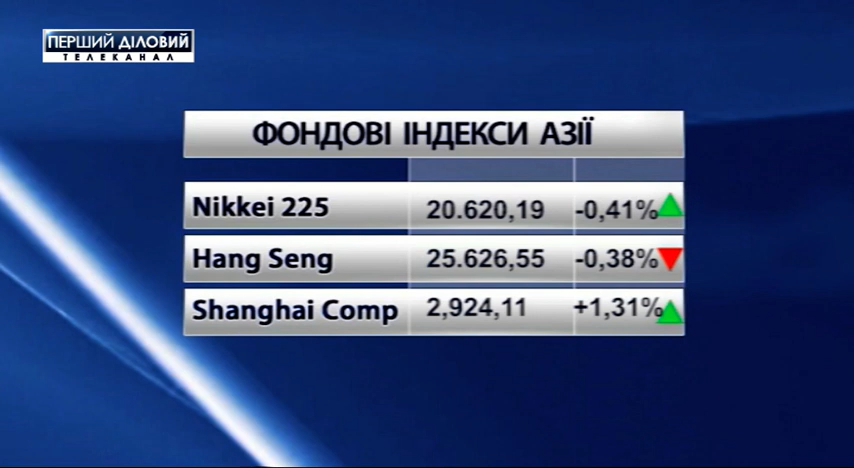 ПЕРШИЙ ДІЛОВИЙ
ТЕЛЕКАНАЛ
ФОНДОВІ ІНДЕКСИ АЗІЇ
Nikkei 225 20.620,19 -0,41%
Hang Seng 25.626,55 -0,38%
Shanghai Comp 2,924,11 +1,31%